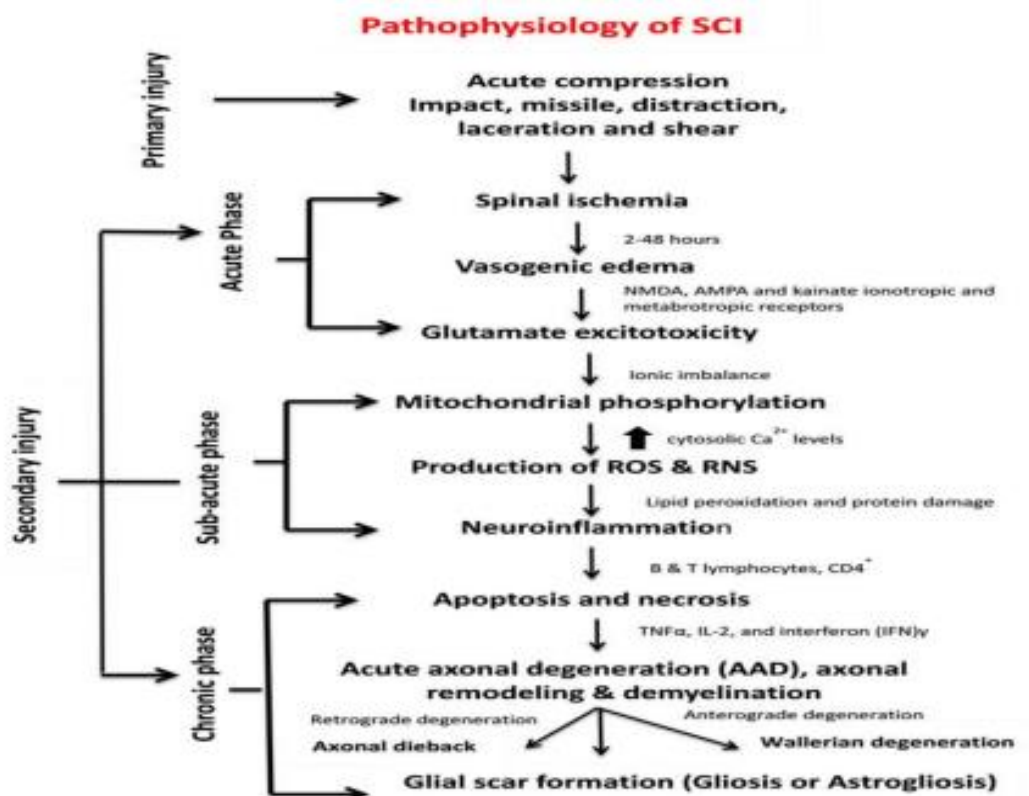 Pathophysiology of SCI
Primary injury
Acute compression
Impact, missile, distraction,
laceration and shear
Secondary injury
Acute Phase
Spinal ischemia
2-48 hours
Vasogenic edema
NMDA, AMPA and kainate ionotropic and
metabrotropic receptors
Glutamate excitotoxicity
Ionic imbalance
Sub-acute phase
Mitochondrial phosphorylation
cytosolic Ca²⁺ levels
Production of ROS & RNS
Lipid peroxidation and protein damage
Neuroinflammation
B & T lymphocytes, CD4⁺
Chronic phase
Apoptosis and necrosis
TNFα, IL-2, and interferon (IFN)γ
Acute axonal degeneration (AAD), axonal
remodeling & demyelination
Retrograde degeneration
Anterograde degeneration
Axonal dieback
Wallerian degeneration
Glial scar formation (Gliosis or Astrogliosis)